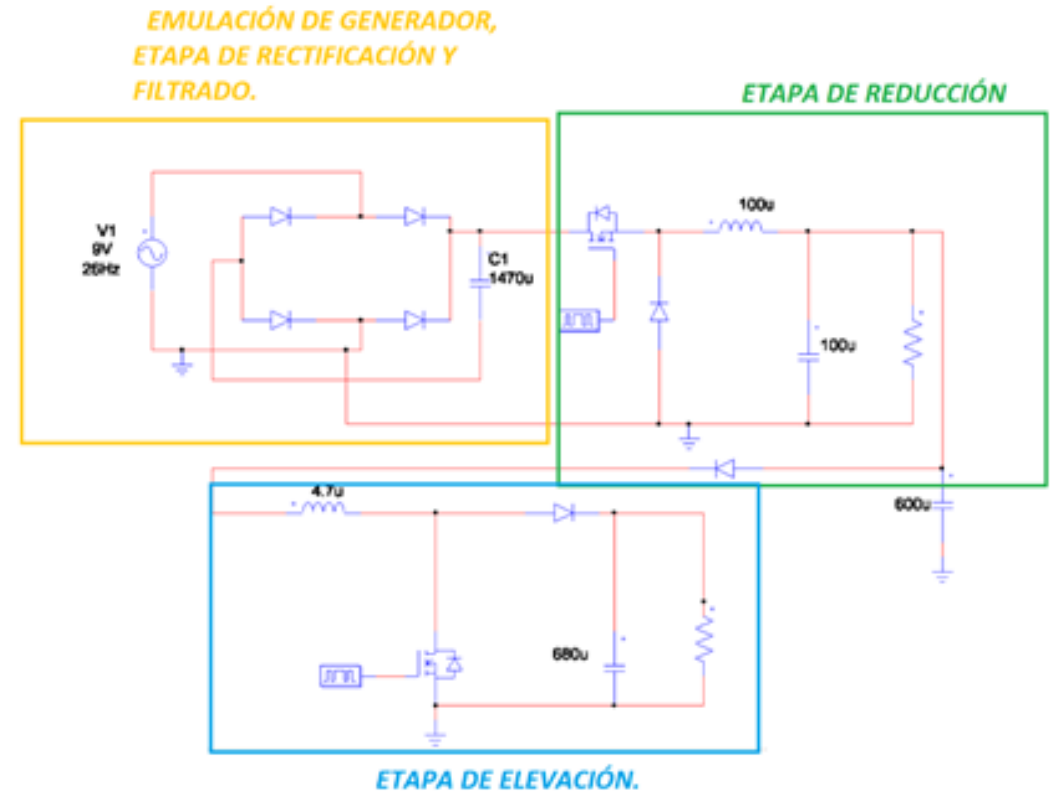 EMULACIÓN DE GENERADOR,
ETAPA DE RECTIFICACIÓN Y
FILTRADO.
ETAPA DE REDUCCIÓN
V1
9V
26Hz
C1
1470u
100u
100u
600u
4.7u
680u
ETAPA DE ELEVACIÓN.